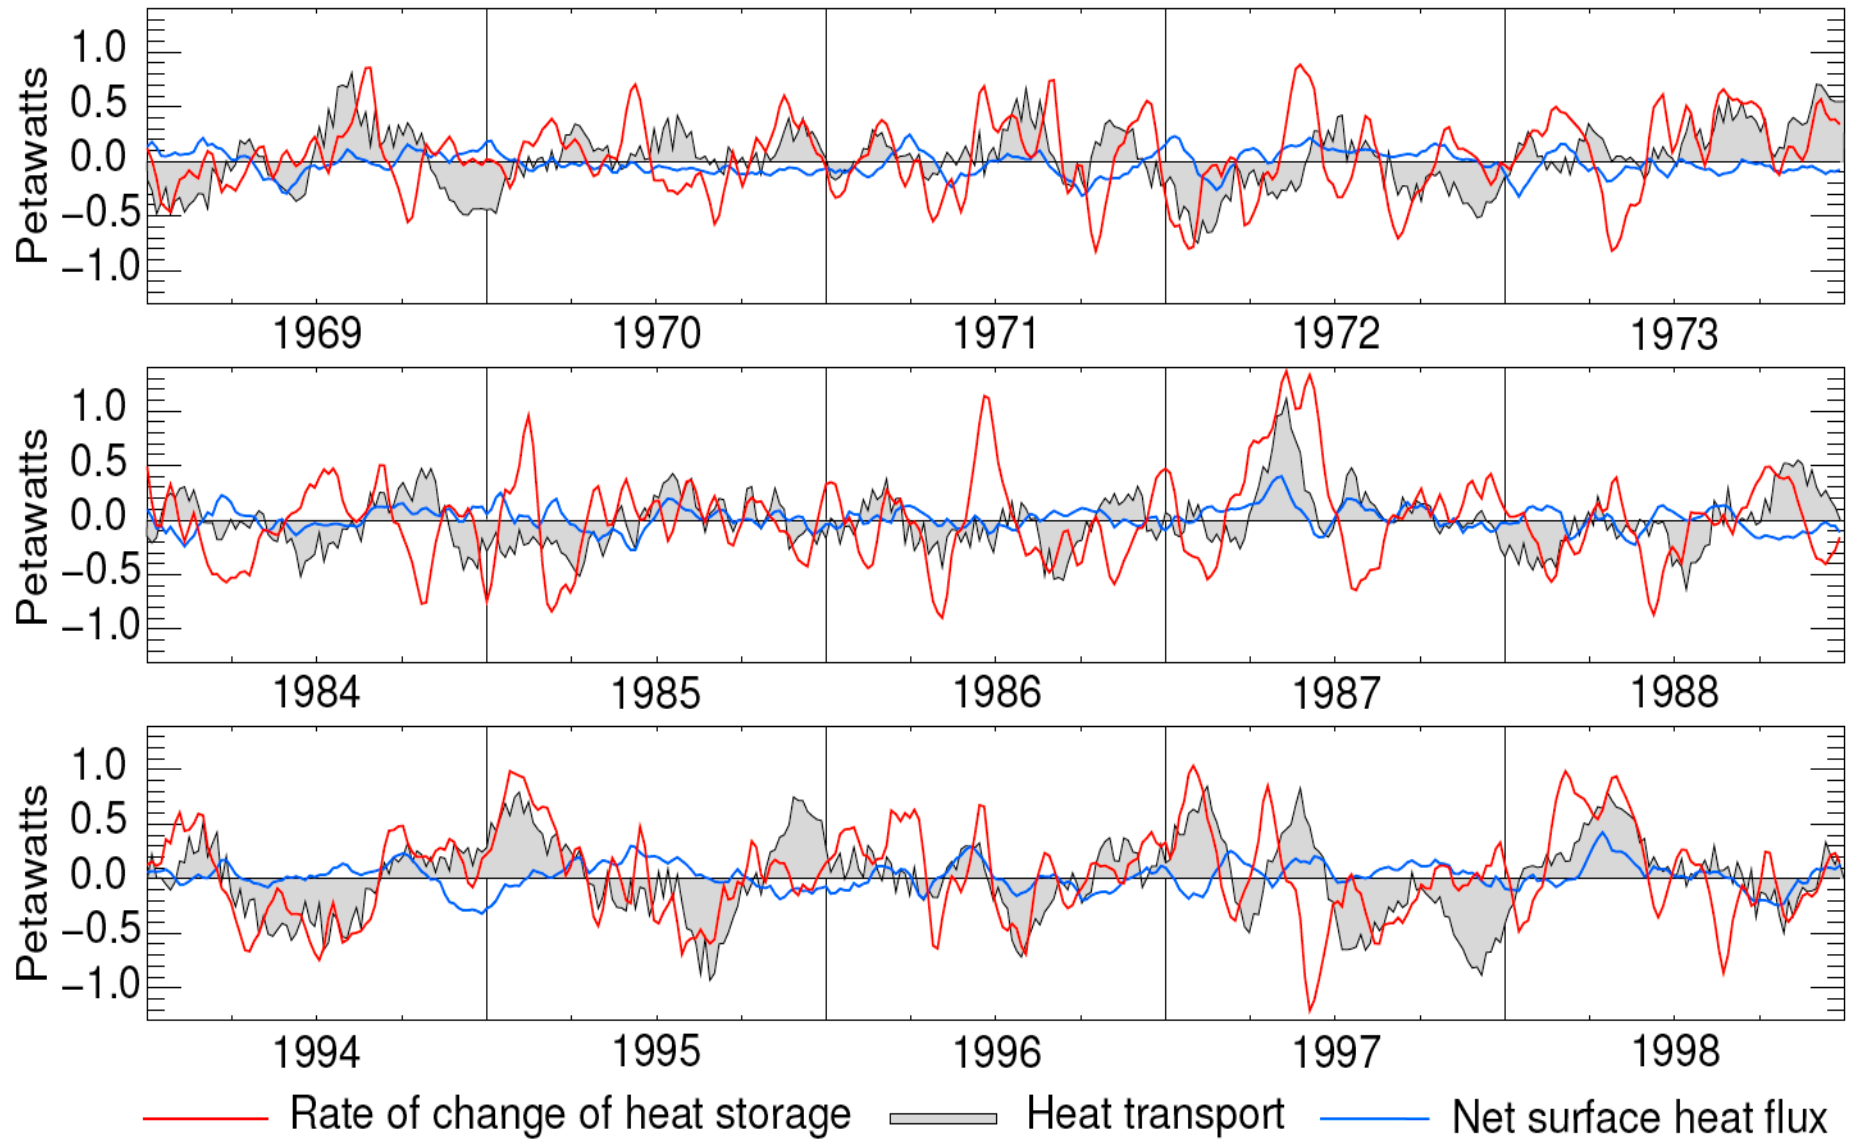 Petawatts
1.0
0.5
0.0
−0.5
−1.0
1969 1970 1971 1972 1973
Petawatts
1.0
0.5
0.0
−0.5
−1.0
1984 1985 1986 1987 1988
Petawatts
1.0
0.5
0.0
−0.5
−1.0
1994 1995 1996 1997 1998
Rate of change of heat storage Heat transport Net surface heat flux